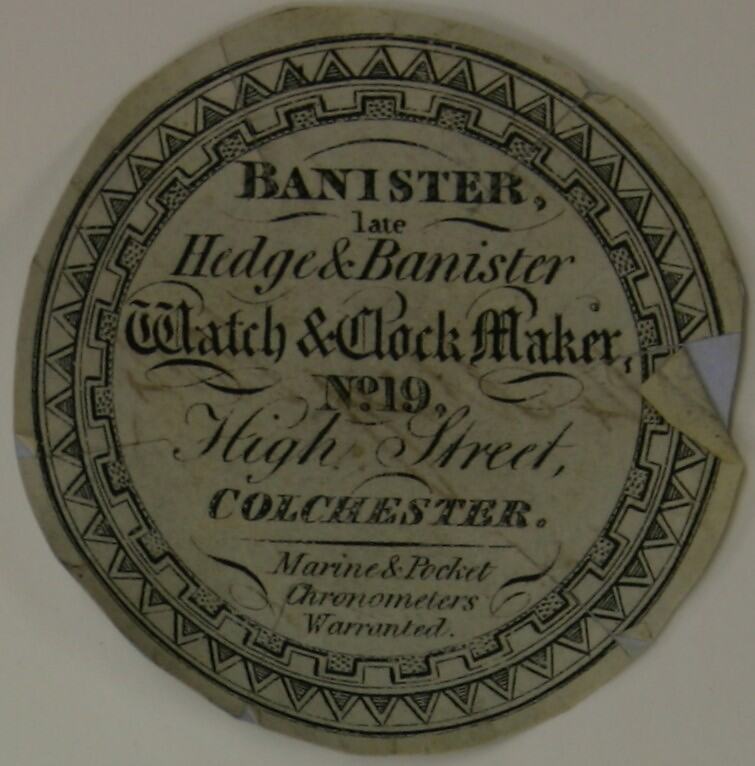 BANISTER,
late
Hedge & Banister
Watch & Clock Maker,
No. 19,
High Street,
COLCHESTER.
Marine & Pocket
Chronometers
Warranted.